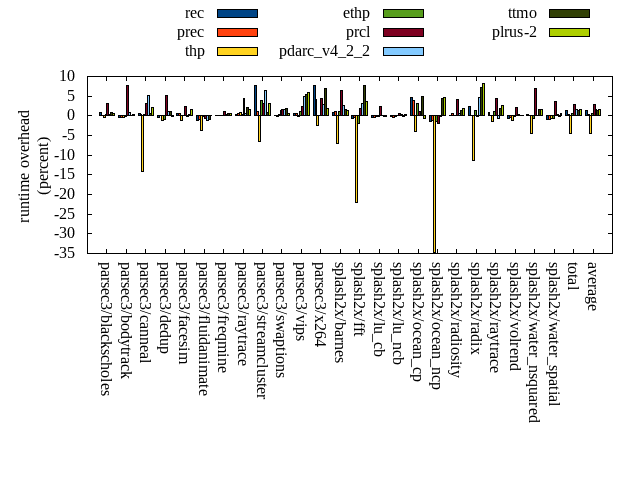 rec ethp ttmo
prec prcl plrus-2
thp pdarc_v4_2_2
runtime overhead
(percent)
10
5
0
-5
-10
-15
-20
-25
-30
-35
parsec3/blackscholes
parsec3/bodytrack
parsec3/canneal
parsec3/dedup
parsec3/facesim
parsec3/fluidanimate
parsec3/freqmine
parsec3/raytrace
parsec3/streamcluster
parsec3/swaptions
parsec3/vips
parsec3/x264
splash2x/barnes
splash2x/fft
splash2x/lu_cb
splash2x/lu_ncb
splash2x/ocean_cp
splash2x/ocean_ncp
splash2x/radiosity
splash2x/radix
splash2x/raytrace
splash2x/volrend
splash2x/water_nsquared
splash2x/water_spatial
total
average